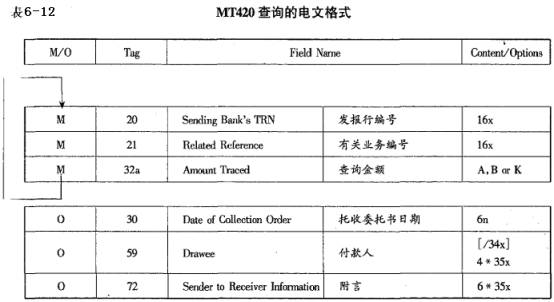 表6-12 MT420 查询的电文格式
M/O Tag Field Name Content/Options
M 20 Sending Bank's TRN 发报行编号 16x
M 21 Related Reference 有关业务编号 16x
M 32a Amount Traced 查询金额 A,B or K
O 30 Date of Collection Order 托收委托书日期 6n
O 59 Drawee 付款人 [/34x]
4*35x
O 72 Sender to Receiver Information 附言 6*35x